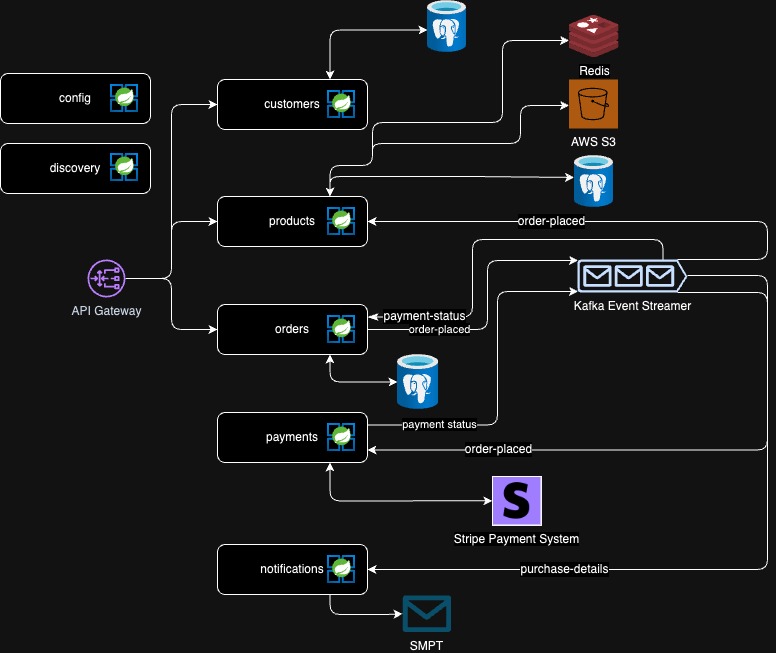 Redis
config
customers
AWS S3
discovery
products
order-placed
API Gateway
Kafka Event Streamer
payment-status
orders
order-placed
payment status
payments
order-placed
S
Stripe Payment System
notifications
purchase-details
SMPT